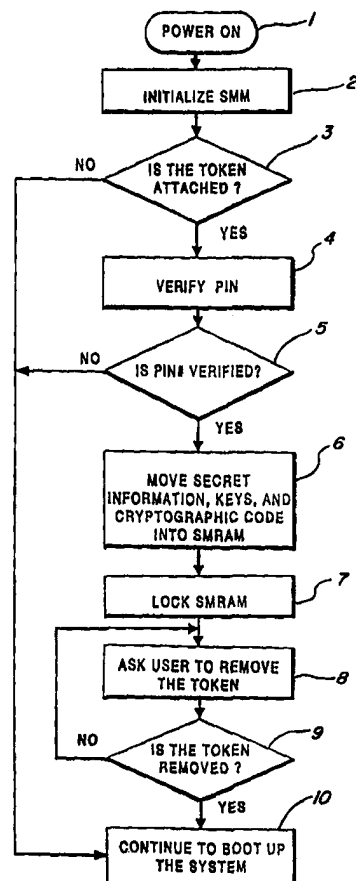 POWER ON
1
INITIALIZE SMM
2
IS THE TOKEN
ATTACHED ?
3
NO
YES
VERIFY PIN
4
IS PIN# VERIFIED?
5
NO
YES
MOVE SECRET
INFORMATION, KEYS, AND
CRYPTOGRAPHIC CODE
INTO SMRAM
6
LOCK SMRAM
7
ASK USER TO REMOVE
THE TOKEN
8
IS THE TOKEN
REMOVED ?
9
NO
YES
CONTINUE TO BOOT UP
THE SYSTEM
10